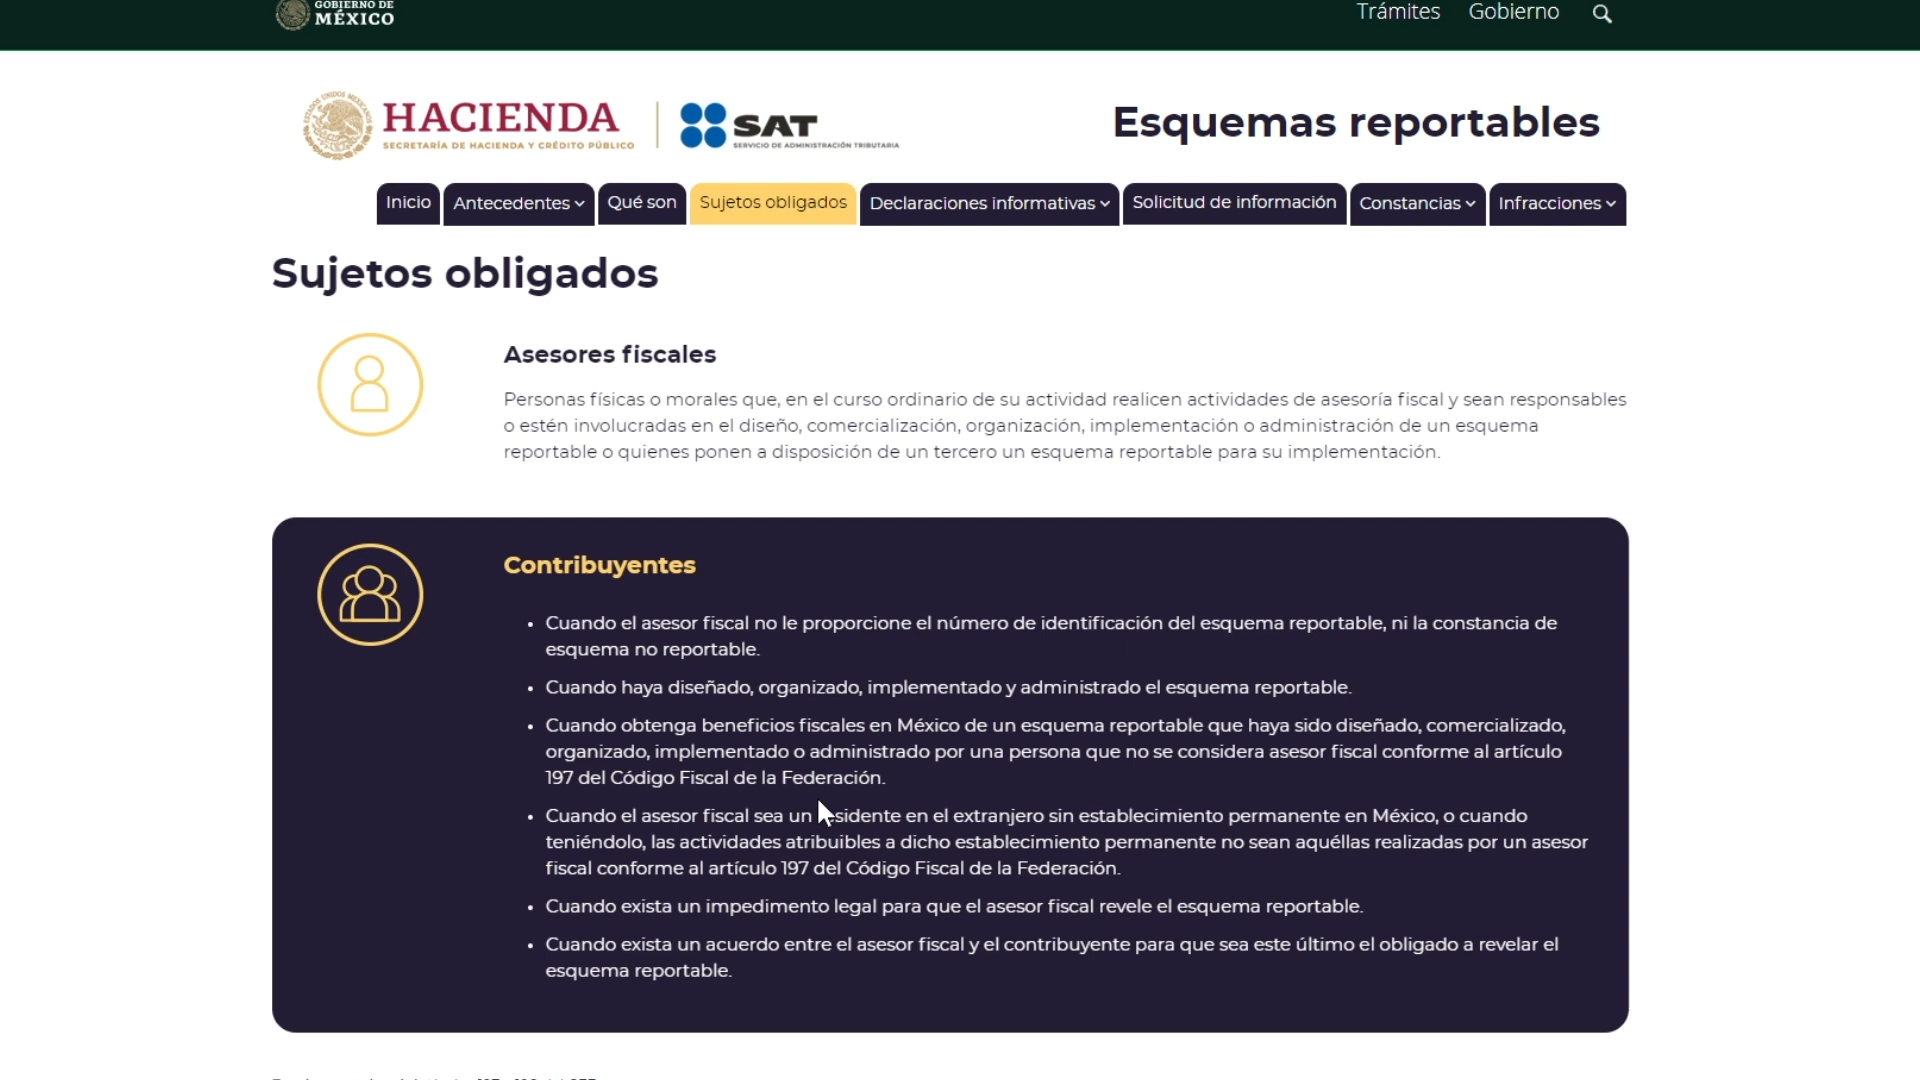 GOBIERNO DE
MÉXICO
Trámites Gobierno
HACIENDA
SECRETARÍA DE HACIENDA Y CRÉDITO PÚBLICO
SAT
SERVICIO DE ADMINISTRACIÓN TRIBUTARIA
Esquemas reportables
Inicio Antecedentes Qué son Sujetos obligados Declaraciones informativas Solicitud de información Constancias Infracciones
Sujetos obligados
Asesores fiscales
Personas físicas o morales que, en el curso ordinario de su actividad realicen actividades de asesoría fiscal y sean responsables
o estén involucradas en el diseño, comercialización, organización, implementación o administración de un esquema
reportable o quienes ponen a disposición de un tercero un esquema reportable para su implementación.
Contribuyentes
• Cuando el asesor fiscal no le proporcione el número de identificación del esquema reportable, ni la constancia de
esquema no reportable.
• Cuando haya diseñado, organizado, implementado y administrado el esquema reportable.
• Cuando obtenga beneficios fiscales en México de un esquema reportable que haya sido diseñado, comercializado,
organizado, implementado o administrado por una persona que no se considera asesor fiscal conforme al artículo
197 del Código Fiscal de la Federación.
• Cuando el asesor fiscal sea un residente en el extranjero sin establecimiento permanente en México, o cuando
teniéndolo, las actividades atribuibles a dicho establecimiento permanente no sean aquéllas realizadas por un asesor
fiscal conforme al artículo 197 del Código Fiscal de la Federación.
• Cuando exista un impedimento legal para que el asesor fiscal revele el esquema reportable.
• Cuando exista un acuerdo entre el asesor fiscal y el contribuyente para que sea este último el obligado a revelar el
esquema reportable.